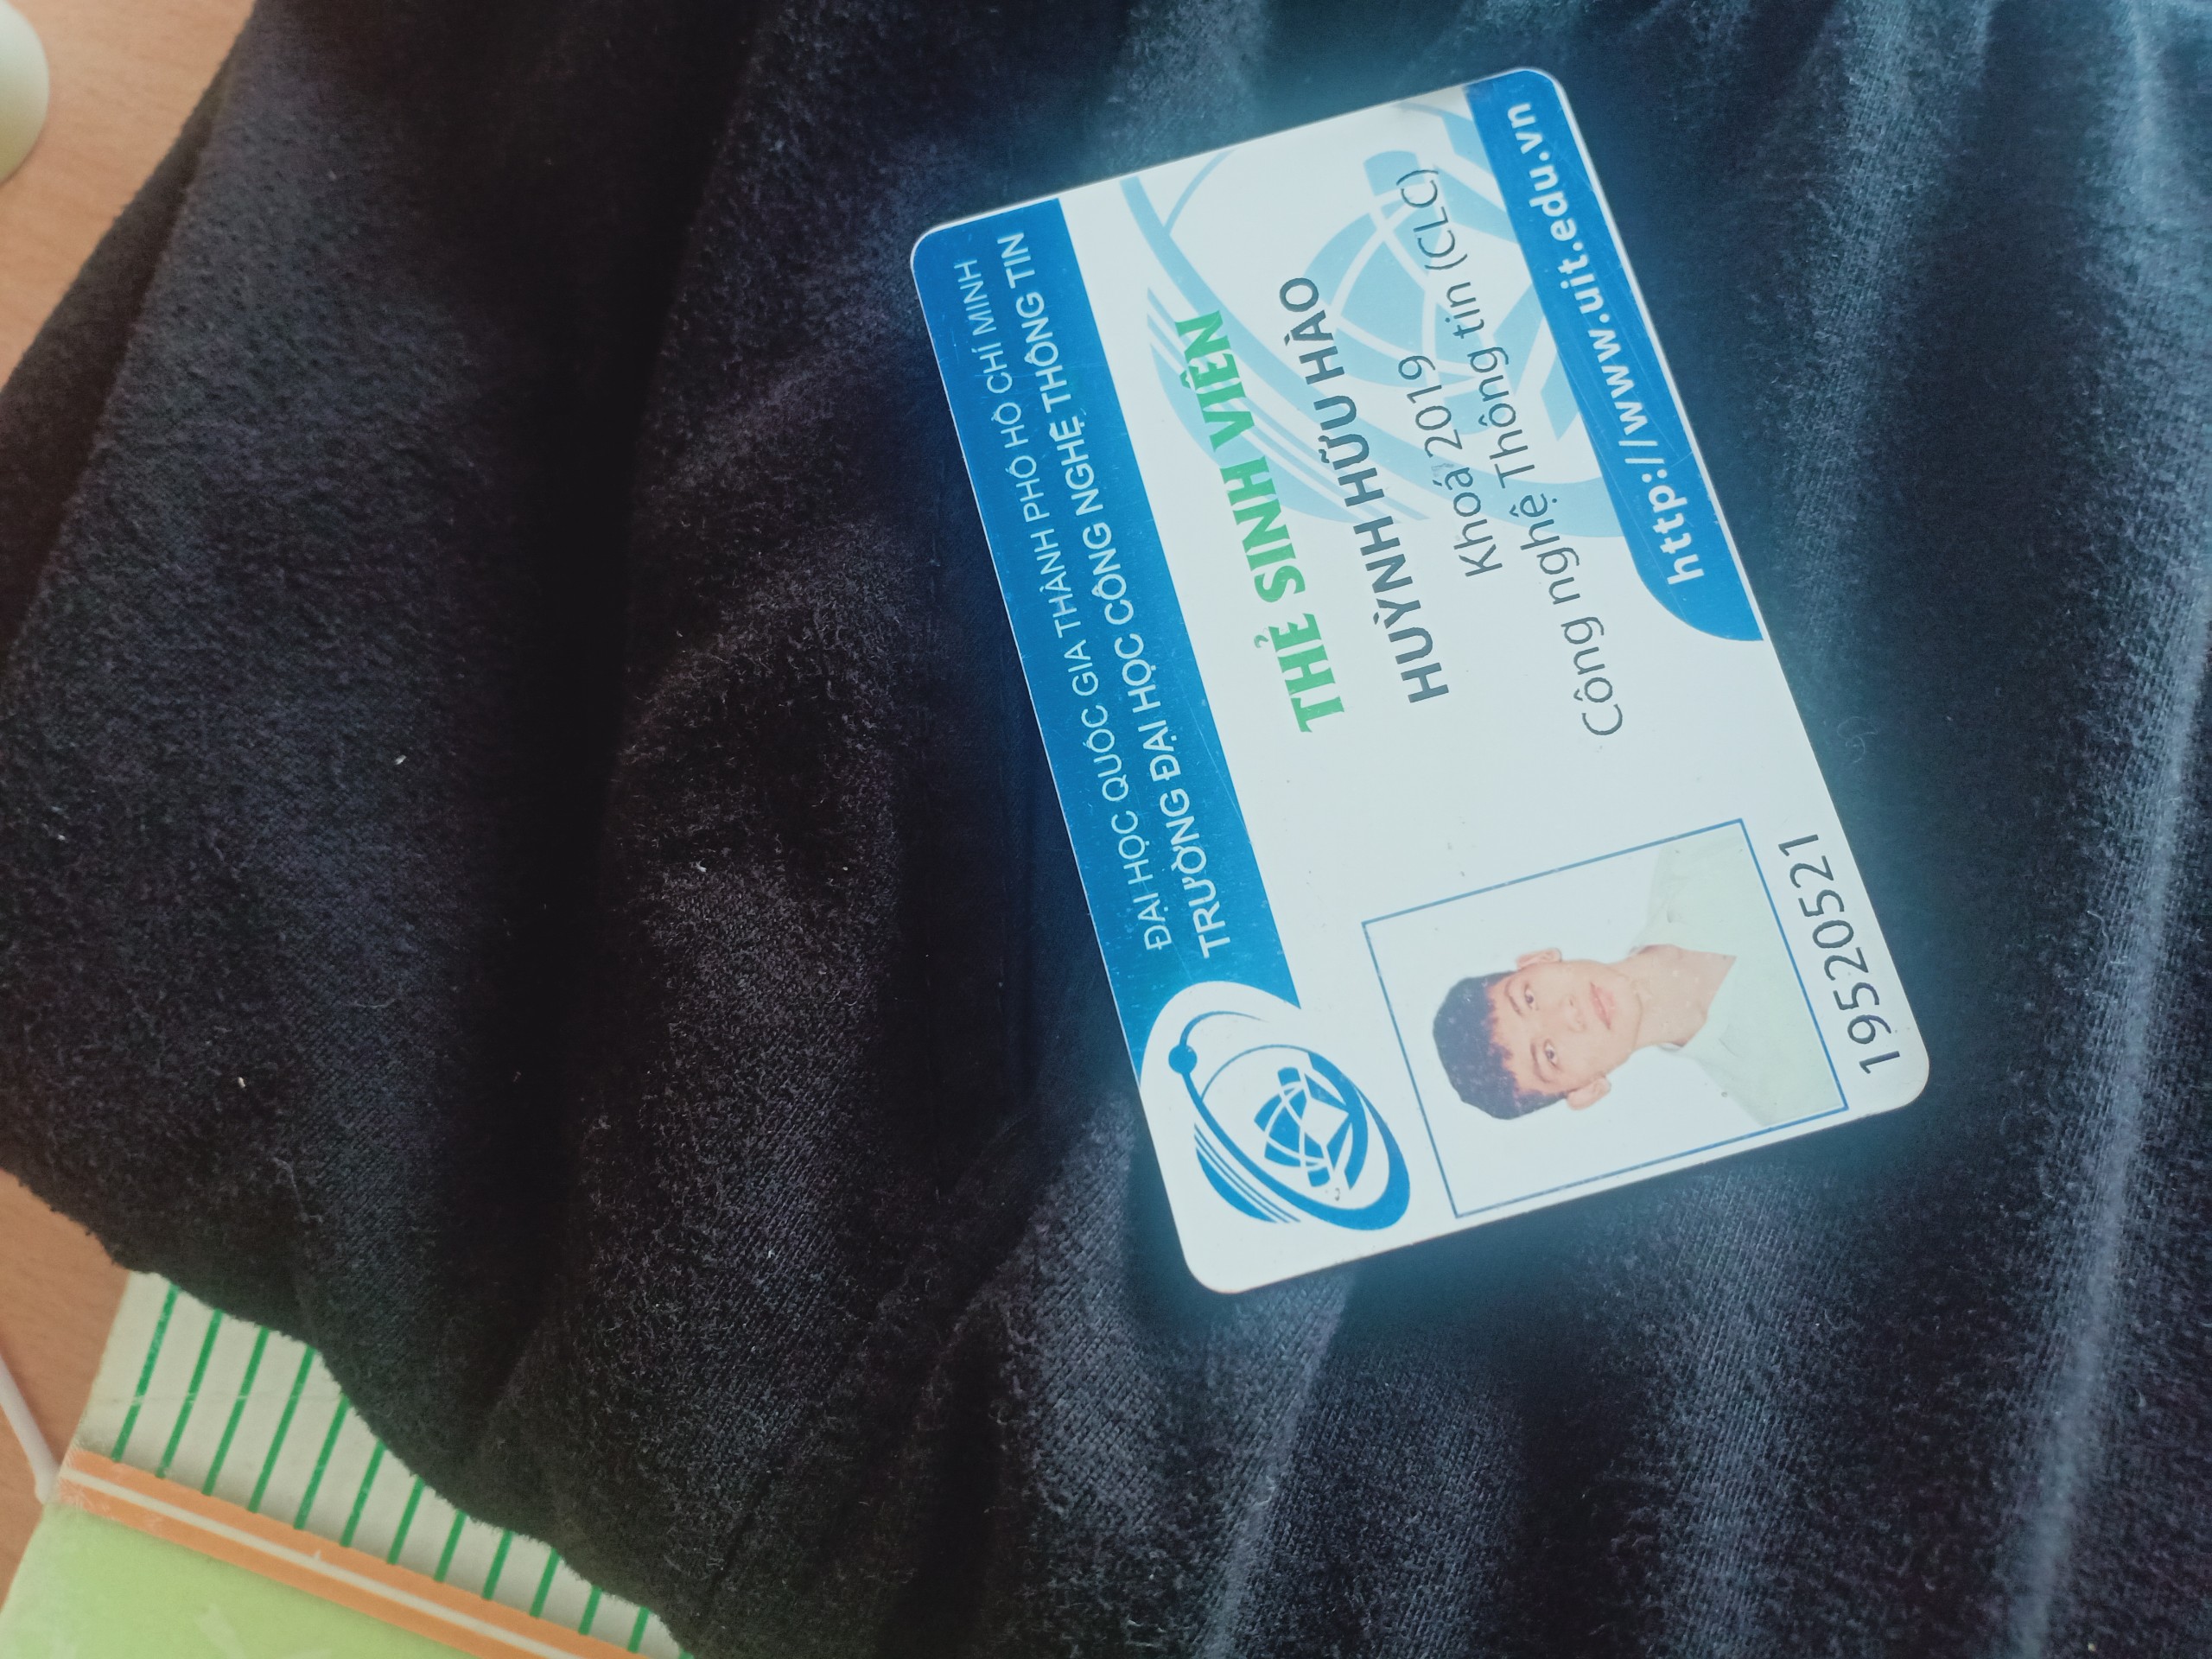 ĐẠI HỌC QUỐC GIA THÀNH PHỐ HỒ CHÍ MINH
TRƯỜNG ĐẠI HỌC CÔNG NGHỆ THÔNG TIN
THẺ SINH VIÊN
HUỲNH HỮU HÀO
Khoá 2019
Công nghệ Thông tin (CLC)
19520521
http://www.uit.edu.vn